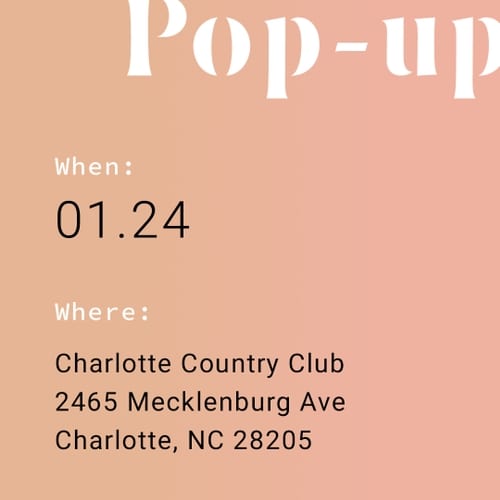 Pop-up
When:
01.24
Where:
Charlotte Country Club
2465 Mecklenburg Ave
Charlotte, NC 28205